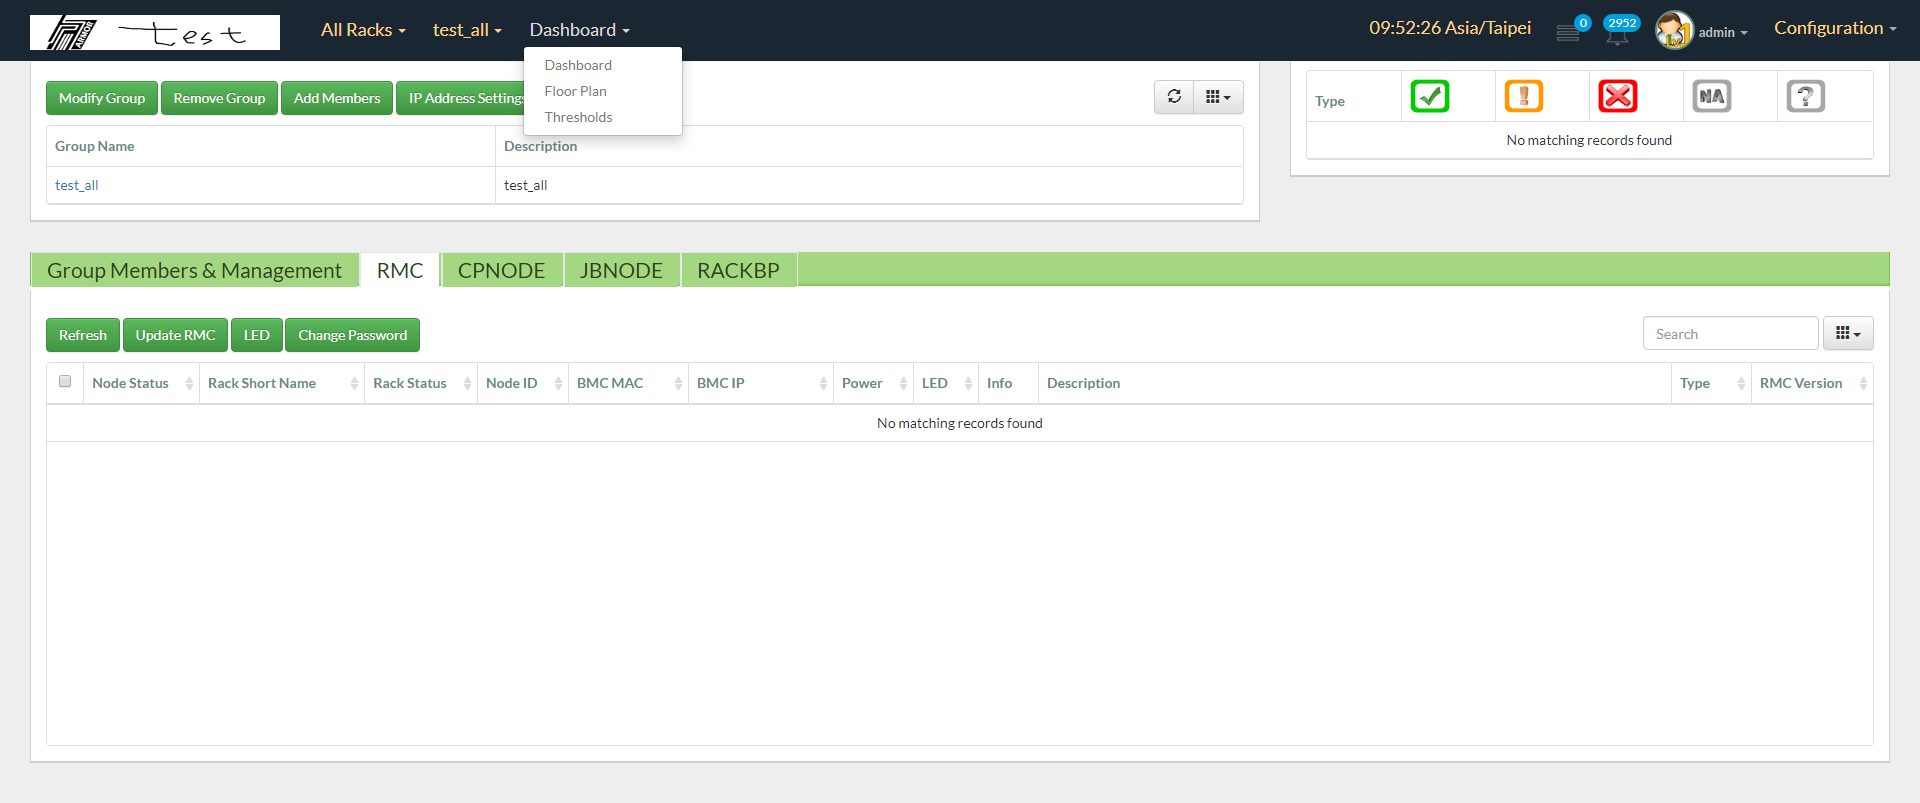 ARMOR test All Racks test_all Dashboard 09:52:26 Asia/Taipei 0 2952 admin Configuration
Dashboard
Floor Plan
Thresholds
Modify Group Remove Group Add Members IP Address Settings
Group Name Description
test_all test_all
Type NA ?
No matching records found
Group Members & Management RMC CPNODE JBNODE RACKBP
Refresh Update RMC LED Change Password Search
Node Status Rack Short Name Rack Status Node ID BMC MAC BMC IP Power LED Info Description Type RMC Version
No matching records found